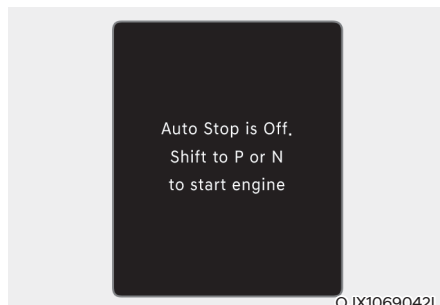 Auto Stop is Off.
Shift to P or N
to start engine
OJX1069042L